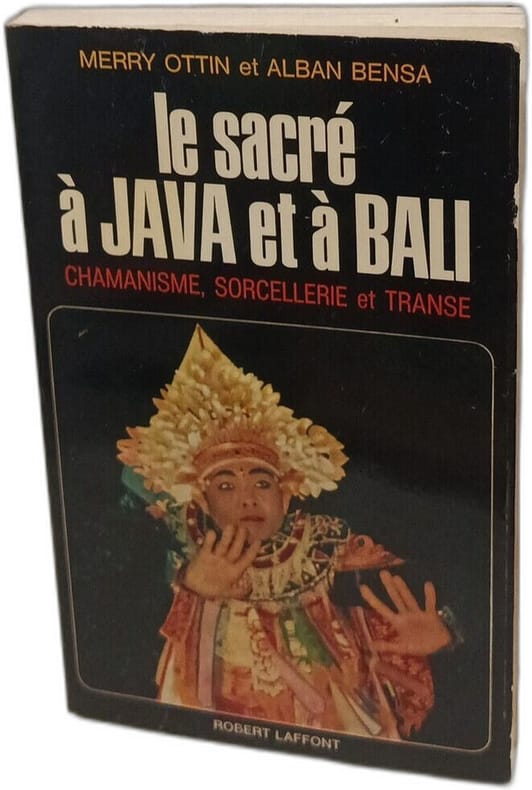 MERRY OTTIN et ALBAN BENSA
le sacré
à JAVA et à BALI
CHAMANISME, SORCELLERIE et TRANSE
ROBERT LAFFONT